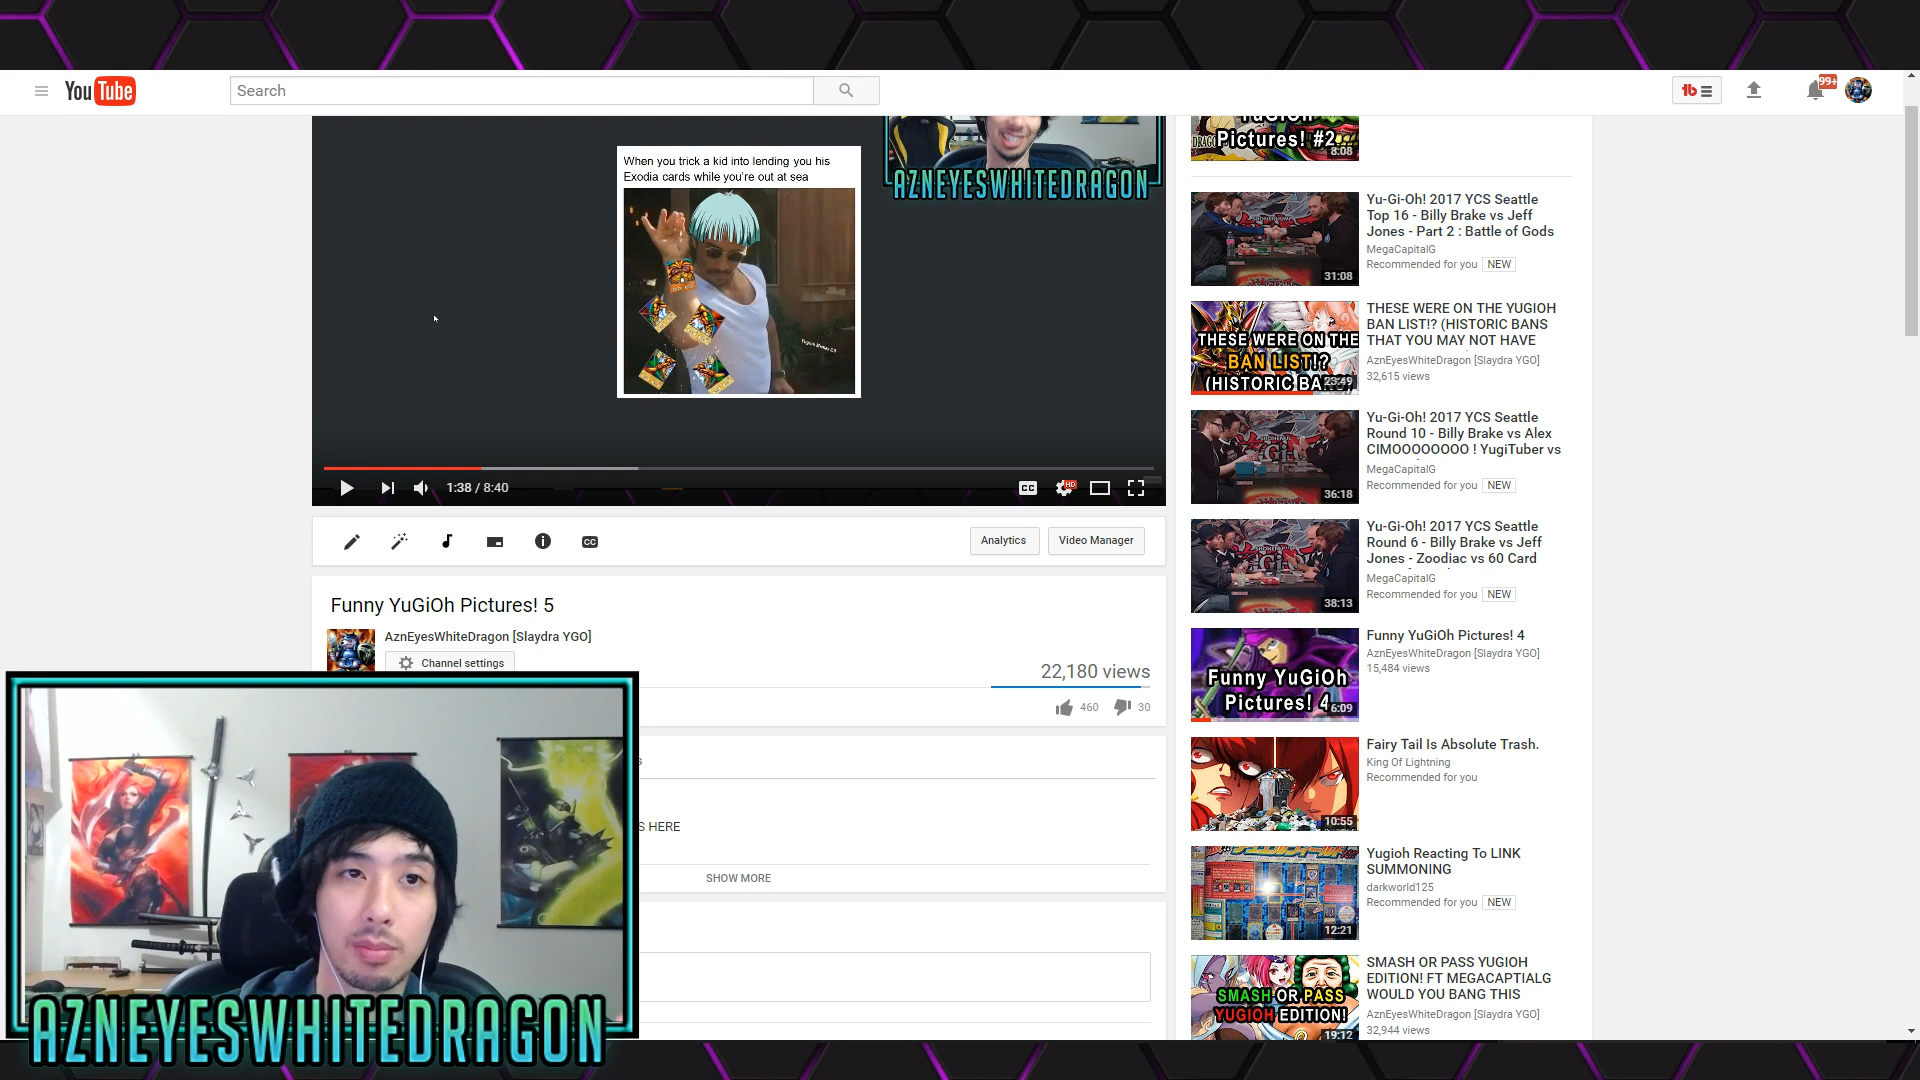 YouTube
Search
99+
When you trick a kid into lending you his
Exodia cards while you're out at sea
AZNEYESWHITEDRAGON
1:38 / 8:40
CC
HD
CC
Analytics
Video Manager
Funny YuGiOh Pictures! 5
AznEyesWhiteDragon [Slaydra YGO]
Channel settings
22,180 views
460
30
S HERE
SHOW MORE
AZNEYESWHITEDRAGON
Pictures! #2
8:08
Yu-Gi-Oh! 2017 YCS Seattle
Top 16 - Billy Brake vs Jeff
Jones - Part 2 : Battle of Gods
MegaCapitalG
Recommended for you NEW
31:08
THESE WERE ON THE
BAN LIST!?
(HISTORIC BANS)
23:49
THESE WERE ON THE YUGIOH
BAN LIST!? (HISTORIC BANS
THAT YOU MAY NOT HAVE
AznEyesWhiteDragon [Slaydra YGO]
32,615 views
Yu-Gi-Oh! 2017 YCS Seattle
Round 10 - Billy Brake vs Alex
CIMOOOOOOOO ! YugiTuber vs
MegaCapitalG
Recommended for you NEW
36:18
Yu-Gi-Oh! 2017 YCS Seattle
Round 6 - Billy Brake vs Jeff
Jones - Zoodiac vs 60 Card
MegaCapitalG
Recommended for you NEW
38:13
Funny YuGiOh
Pictures! 4
6:09
Funny YuGiOh Pictures! 4
AznEyesWhiteDragon [Slaydra YGO]
15,484 views
Fairy Tail Is Absolute Trash.
King Of Lightning
Recommended for you
10:55
Yugioh Reacting To LINK
SUMMONING
darkworld125
Recommended for you NEW
12:21
SMASH OR PASS
YUGIOH EDITION!
19:12
SMASH OR PASS YUGIOH
EDITION! FT MEGACAPTIALG
WOULD YOU BANG THIS
AznEyesWhiteDragon [Slaydra YGO]
32,944 views